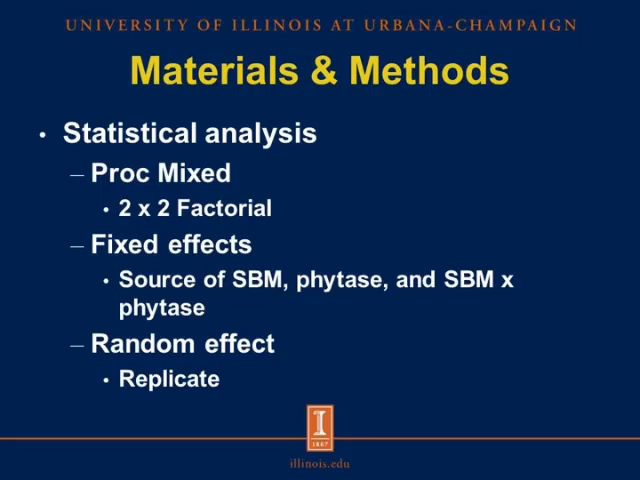 UNIVERSITY OF ILLINOIS AT URBANA-CHAMPAIGN
Materials & Methods
• Statistical analysis
– Proc Mixed
• 2 x 2 Factorial
– Fixed effects
• Source of SBM, phytase, and SBM x
phytase
– Random effect
• Replicate
I
1867
illinois.edu